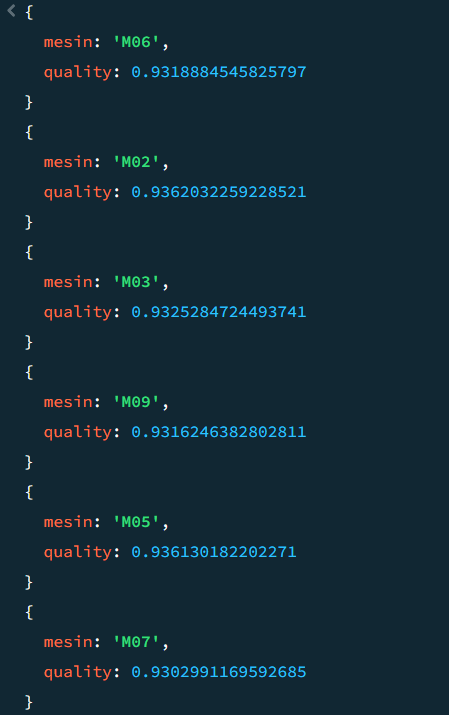 {
mesin: 'M06',
quality: 0.9318884545825797
}
{
mesin: 'M02',
quality: 0.9362032259228521
}
{
mesin: 'M03',
quality: 0.9325284724493741
}
{
mesin: 'M09',
quality: 0.9316246382802811
}
{
mesin: 'M05',
quality: 0.936130182202271
}
{
mesin: 'M07',
quality: 0.9302991169592685
}